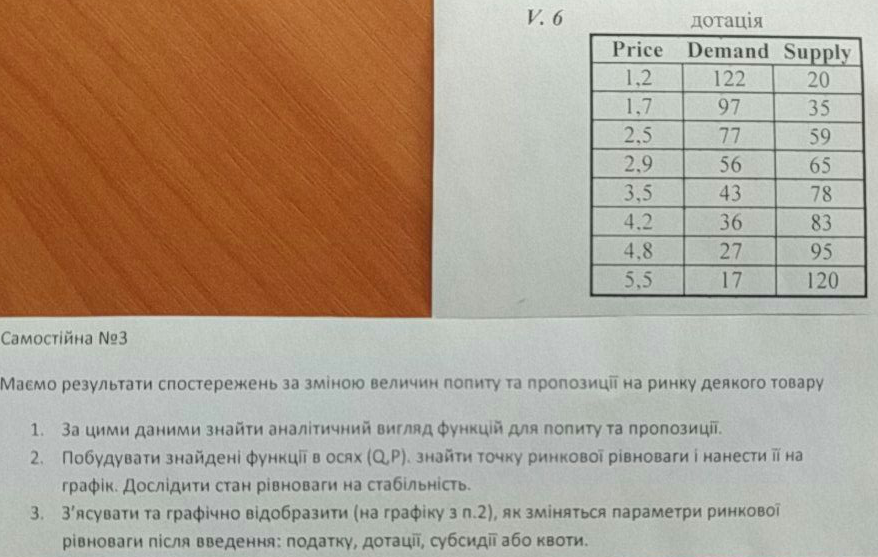 V. 6 дотація
Price Demand Supply
1,2 122 20
1,7 97 35
2,5 77 59
2,9 56 65
3,5 43 78
4,2 36 83
4,8 27 95
5,5 17 120
Самостійна №3
Маємо результати спостережень за зміною величин попиту та пропозиції на ринку деякого товару
1. За цими даними знайти аналітичний вигляд функцій для попиту та пропозиції.
2. Побудувати знайдені функції в осях (Q,P). знайти точку ринкової рівноваги і нанести її на
графік. Дослідити стан рівноваги на стабільність.
3. З'ясувати та графічно відобразити (на графіку з п.2), як зміняться параметри ринкової
рівноваги після введення: податку, дотації, субсидії або квоти.